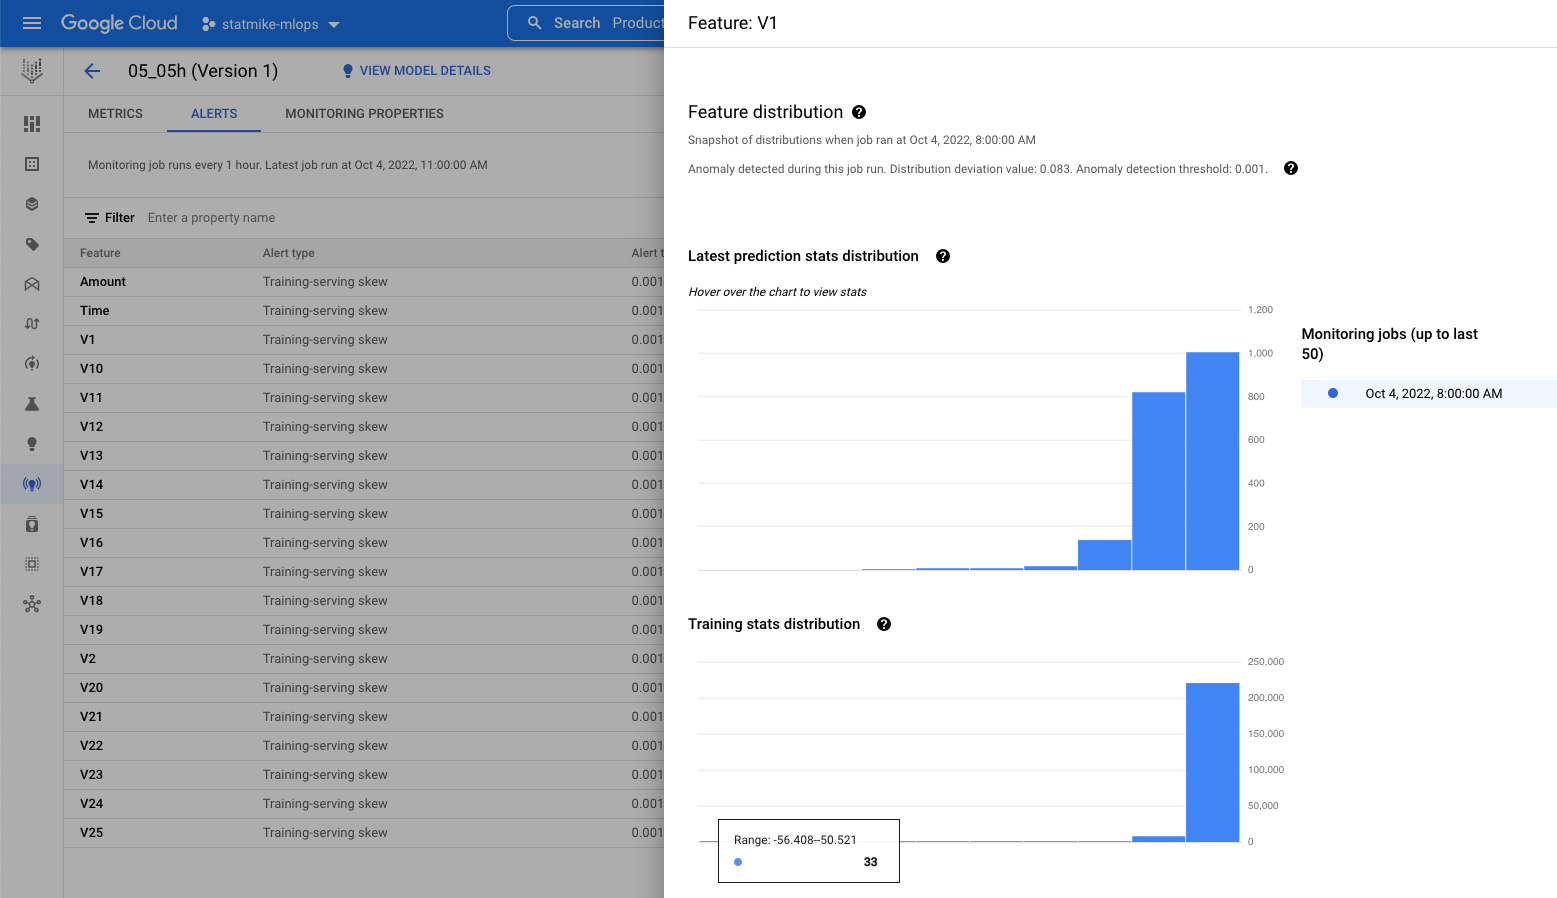 Google Cloud
statmike-mlops
Search Product
05_05h (Version 1)
VIEW MODEL DETAILS
METRICS
ALERTS
MONITORING PROPERTIES
Monitoring job runs every 1 hour. Latest job run at Oct 4, 2022, 11:00:00 AM
Filter Enter a property name
Feature Alert type Alert t
Amount Training-serving skew 0.001
Time Training-serving skew 0.001
V1 Training-serving skew 0.001
V10 Training-serving skew 0.001
V11 Training-serving skew 0.001
V12 Training-serving skew 0.001
V13 Training-serving skew 0.001
V14 Training-serving skew 0.001
V15 Training-serving skew 0.001
V16 Training-serving skew 0.001
V17 Training-serving skew 0.001
V18 Training-serving skew 0.001
V19 Training-serving skew 0.001
V2 Training-serving skew 0.001
V20 Training-serving skew 0.001
V21 Training-serving skew 0.001
V22 Training-serving skew 0.001
V23 Training-serving skew 0.001
V24 Training-serving skew 0.001
V25 Training-serving skew 0.001
Feature: V1
Feature distribution
Snapshot of distributions when job ran at Oct 4, 2022, 8:00:00 AM
Anomaly detected during this job run. Distribution deviation value: 0.083. Anomaly detection threshold: 0.001.
Latest prediction stats distribution
Hover over the chart to view stats
1,200
1,000
800
600
400
200
0
Monitoring jobs (up to last
50)
Oct 4, 2022, 8:00:00 AM
Training stats distribution
250,000
200,000
150,000
100,000
50,000
0
Range: -56.408–-50.521
33